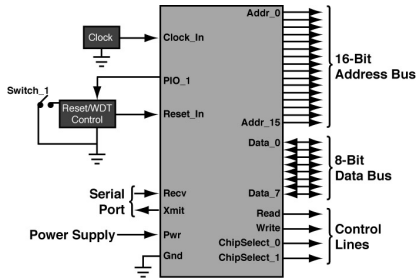 Addr_0
Clock
Clock_In
16-Bit
Address Bus
PIO_1
Switch_1
Reset/WDT
Control
Reset_In
Addr_15
Data_0
8-Bit
Data Bus
Serial
Port
Recv
Data_7
Xmit
Read
Write
Control
Lines
Power Supply
Pwr
ChipSelect_0
Gnd
ChipSelect_1